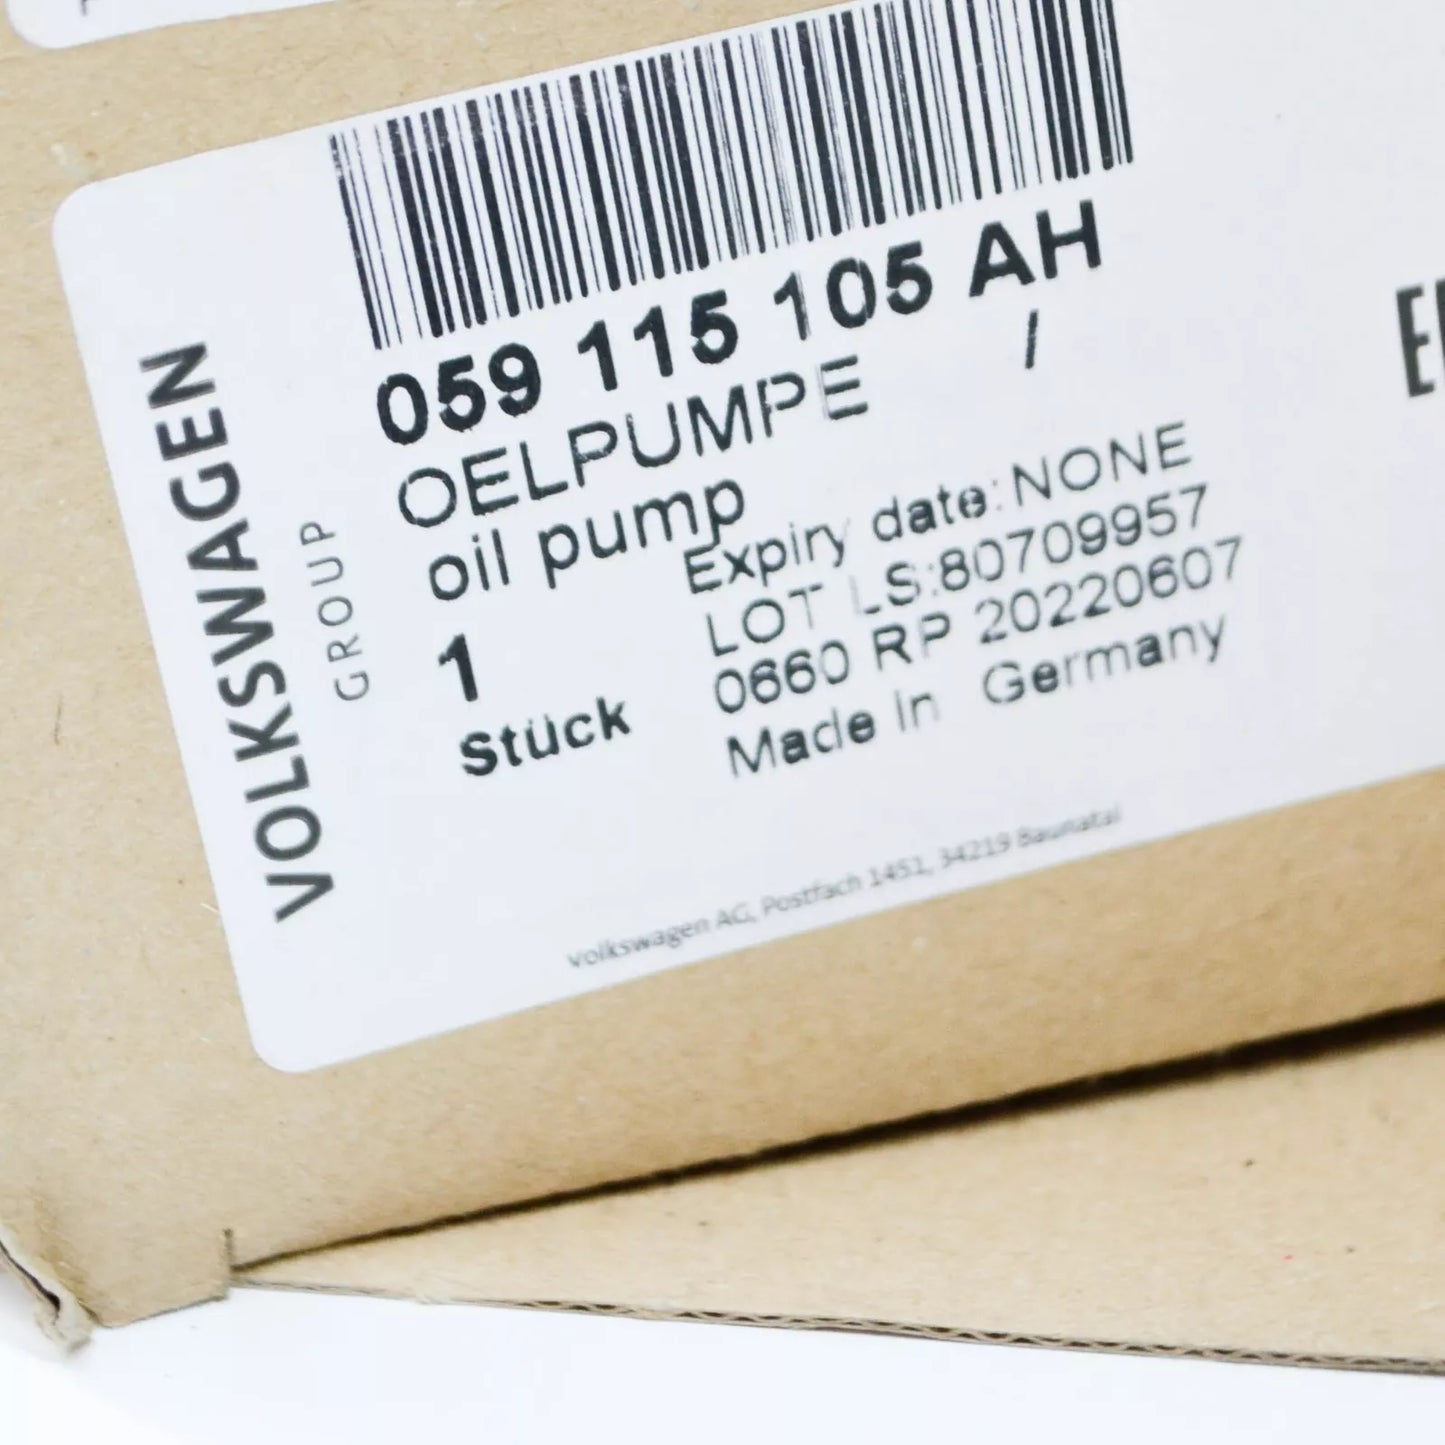 059 115 105 AH
OELPUMPE /
oil pump
Expiry date:NONE
LOT LS:80709957
0660 RP 20220607
Made in Germany
1
Stück
VOLKSWAGEN
GROUP
Volkswagen AG, Postfach 1451, 34219 Baunatal